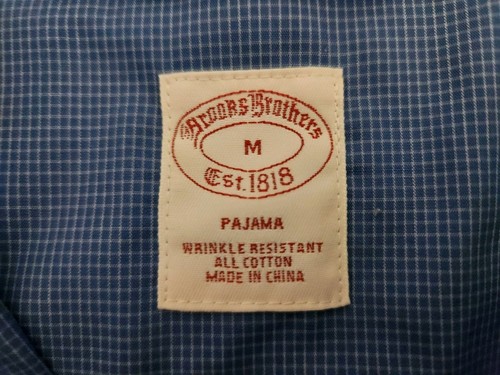 Brooks Brothers
M
Est. 1818
PAJAMA
WRINKLE RESISTANT
ALL COTTON
MADE IN CHINA